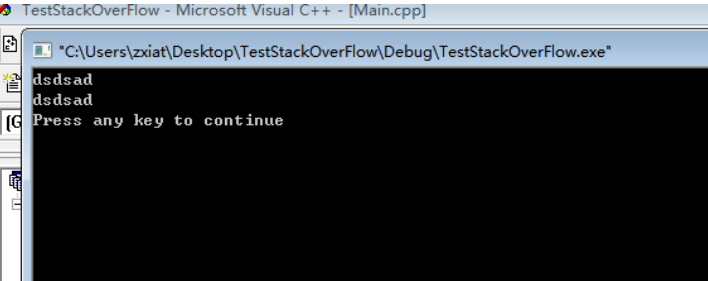 TestStackOverFlow - Microsoft Visual C++ - [Main.cpp]
"C:\Users\zxiat\Desktop\TestStackOverFlow\Debug\TestStackOverFlow.exe"
dsdsad
dsdsad
(G
Press any key to continue